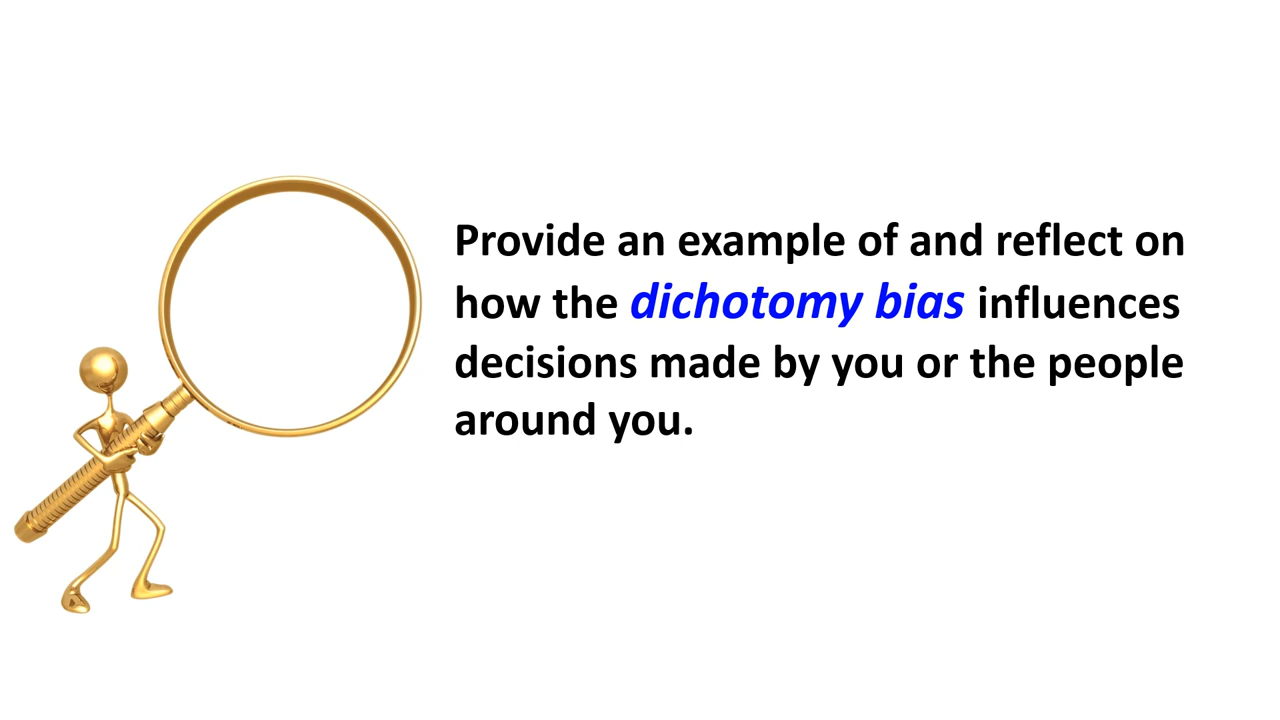 Provide an example of and reflect on
how the dichotomy bias influences
decisions made by you or the people
around you.